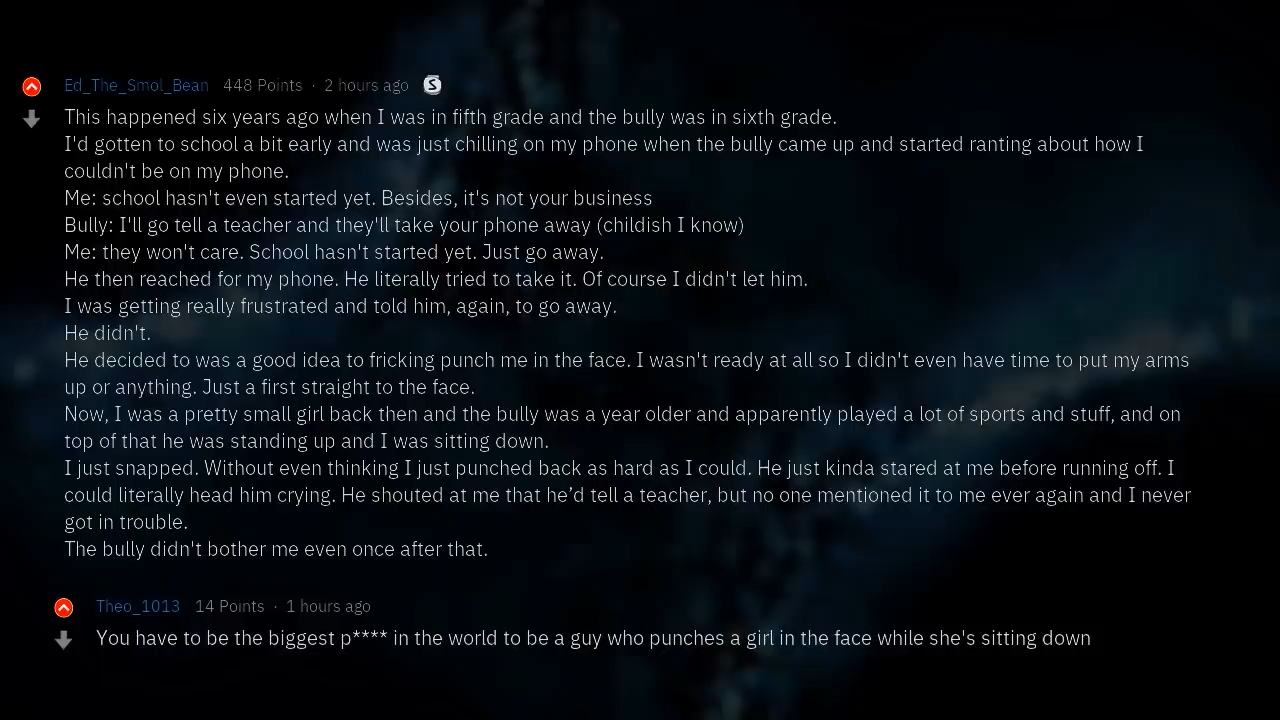 Ed_The_Smol_Bean 448 Points · 2 hours ago S
This happened six years ago when I was in fifth grade and the bully was in sixth grade.
I'd gotten to school a bit early and was just chilling on my phone when the bully came up and started ranting about how I
couldn't be on my phone.
Me: school hasn't even started yet. Besides, it's not your business
Bully: I'll go tell a teacher and they'll take your phone away (childish I know)
Me: they won't care. School hasn't started yet. Just go away.
He then reached for my phone. He literally tried to take it. Of course I didn't let him.
I was getting really frustrated and told him, again, to go away.
He didn't.
He decided to was a good idea to fricking punch me in the face. I wasn't ready at all so I didn't even have time to put my arms
up or anything. Just a first straight to the face.
Now, I was a pretty small girl back then and the bully was a year older and apparently played a lot of sports and stuff, and on
top of that he was standing up and I was sitting down.
I just snapped. Without even thinking I just punched back as hard as I could. He just kinda stared at me before running off. I
could literally head him crying. He shouted at me that he’d tell a teacher, but no one mentioned it to me ever again and I never
got in trouble.
The bully didn't bother me even once after that.
Theo_1013 14 Points · 1 hours ago
You have to be the biggest p**** in the world to be a guy who punches a girl in the face while she's sitting down